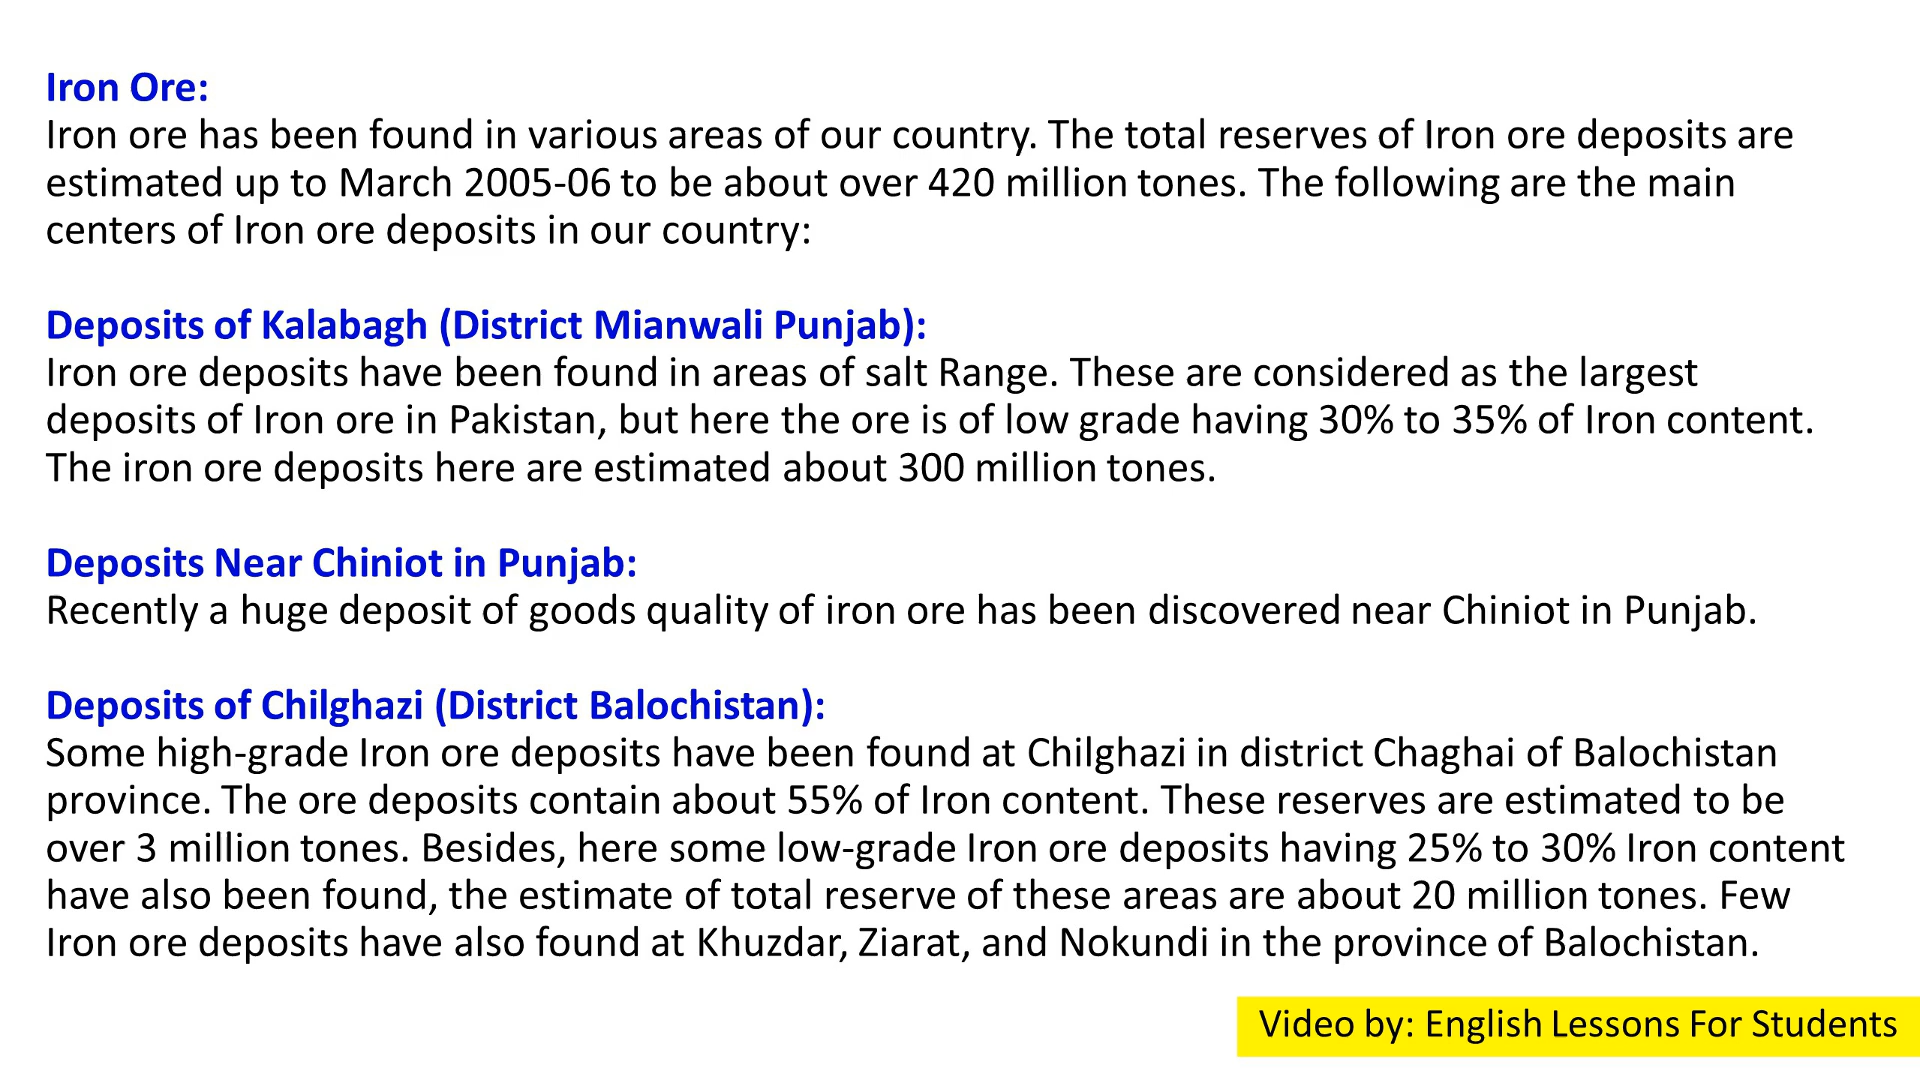 Iron Ore:
Iron ore has been found in various areas of our country. The total reserves of Iron ore deposits are
estimated up to March 2005-06 to be about over 420 million tones. The following are the main
centers of Iron ore deposits in our country:
Deposits of Kalabagh (District Mianwali Punjab):
Iron ore deposits have been found in areas of salt Range. These are considered as the largest
deposits of Iron ore in Pakistan, but here the ore is of low grade having 30% to 35% of Iron content.
The iron ore deposits here are estimated about 300 million tones.
Deposits Near Chiniot in Punjab:
Recently a huge deposit of goods quality of iron ore has been discovered near Chiniot in Punjab.
Deposits of Chilghazi (District Balochistan):
Some high-grade Iron ore deposits have been found at Chilghazi in district Chaghai of Balochistan
province. The ore deposits contain about 55% of Iron content. These reserves are estimated to be
over 3 million tones. Besides, here some low-grade Iron ore deposits having 25% to 30% Iron content
have also been found, the estimate of total reserve of these areas are about 20 million tones. Few
Iron ore deposits have also found at Khuzdar, Ziarat, and Nokundi in the province of Balochistan.
Video by: English Lessons For Students